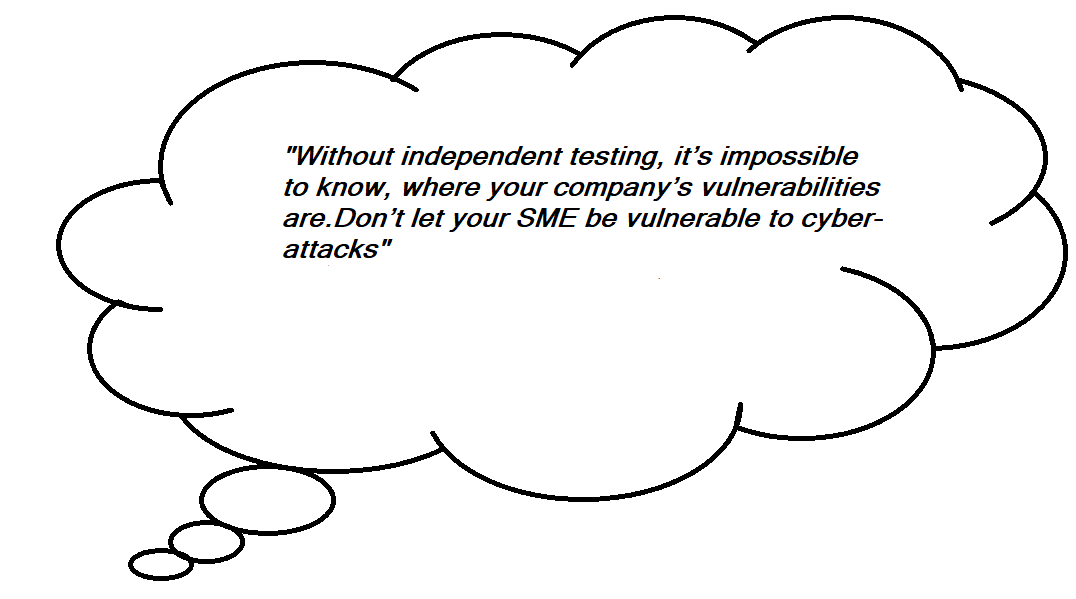 "Without independent testing, it’s impossible
to know, where your company’s vulnerabilities
are.Don’t let your SME be vulnerable to cyber-
attacks"